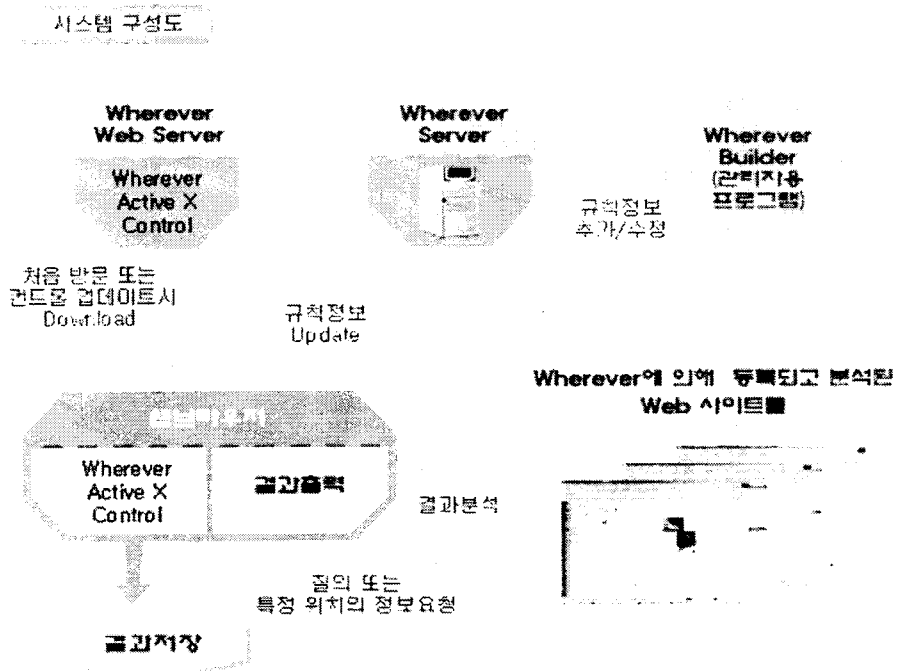 시스템 구성도
Wherever
Web Server
Wherever
Active X
Control
Wherever
Server
Wherever
Builder
(관리자용
프로그램)
규칙정보
추가/수정
처음 방문 또는
컨트롤 업데이트시
Download
규칙정보
Update
Wherever에 의해 등록되고 분석된
Web 사이트들
웹브라우저
Wherever
Active X
Control
결과출력
결과분석
질의 또는
특정 위치의 정보요청
결과저장